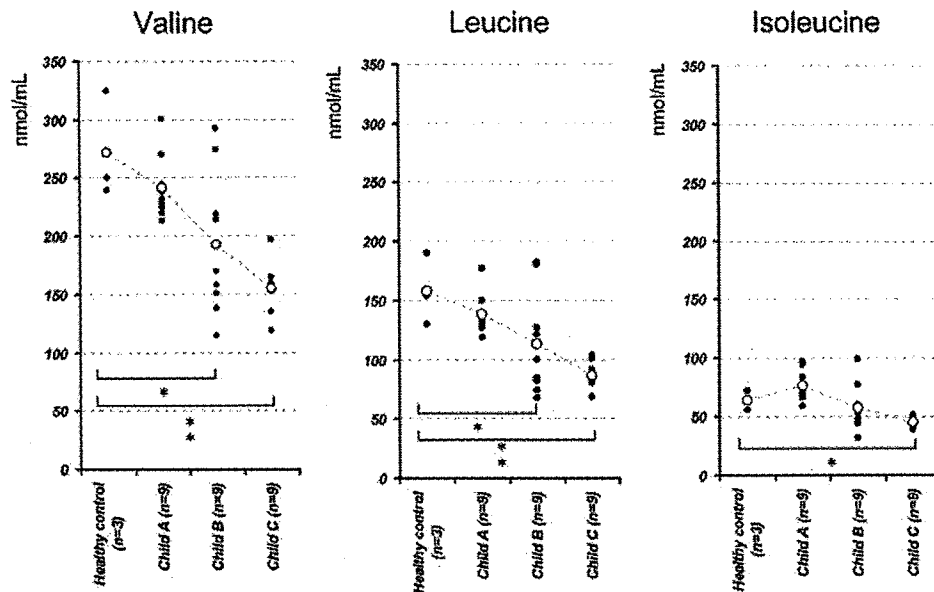 Valine
nmol/mL
350
300
250
200
150
100
50
0
*
*
*
Healthy control
(n=3)
Child A (n=9)
Child B (n=9)
Child C (n=9)
Leucine
nmol/mL
350
300
250
200
150
100
50
0
*
*
*
Healthy control
(n=3)
Child A (n=9)
Child B (n=9)
Child C (n=9)
Isoleucine
nmol/mL
350
300
250
200
150
100
50
0
*
Healthy control
(n=3)
Child A (n=9)
Child B (n=9)
Child C (n=9)